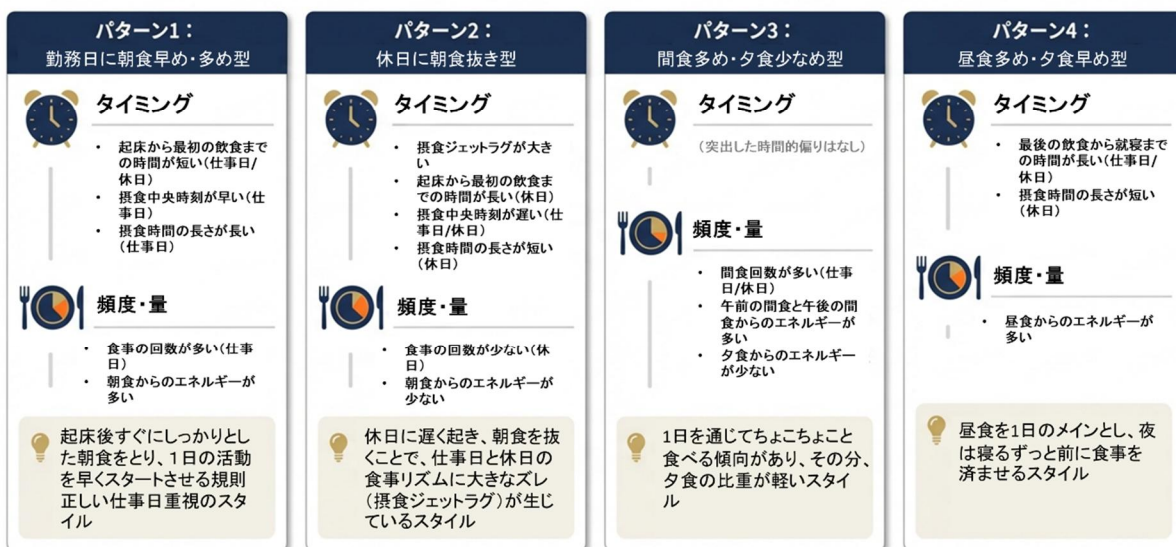 パターン1：
勤務日に朝食早め・多め型
タイミング
• 起床から最初の飲食まで
の時間が短い(仕事日/
休日)
• 摂食中央時刻が早い(仕
事日)
• 摂食時間の長さが長い
(仕事日)
頻度・量
• 食事の回数が多い(仕事
日)
• 朝食からのエネルギーが
多い
起床後すぐにしっかりとし
た朝食をとり、1日の活動
を早くスタートさせる規則
正しい仕事日重視のスタ
イル
パターン2：
休日に朝食抜き型
タイミング
• 摂食ジェットラグが大き
い
• 起床から最初の飲食ま
での時間が長い(休日)
• 摂食中央時刻が遅い(仕
事日/休日)
• 摂食時間の長さが短い
(休日)
頻度・量
• 食事の回数が少ない(休
日)
• 朝食からのエネルギーが
少ない
休日に遅く起き、朝食を抜
くことで、仕事日と休日の
食事リズムに大きなズレ
(摂食ジェットラグ)が生じ
ているスタイル
パターン3：
間食多め・夕食少なめ型
タイミング
(突出した時間的偏りはなし)
頻度・量
• 間食回数が多い(仕事
日/休日)
• 午前の間食と午後の間
食からのエネルギーが
多い
• 夕食からのエネルギー
が少ない
1日を通じてちょこちょこと
食べる傾向があり、その分、
夕食の比重が軽いスタイ
ル
パターン4：
昼食多め・夕食早め型
タイミング
• 最後の飲食から就寝まで
の時間が長い(仕事日/
休日)
• 摂食時間の長さが短い
(休日)
頻度・量
• 昼食からのエネルギーが
多い
昼食を1日のメインとし、夜
は寝るずっと前に食事を
済ませるスタイル